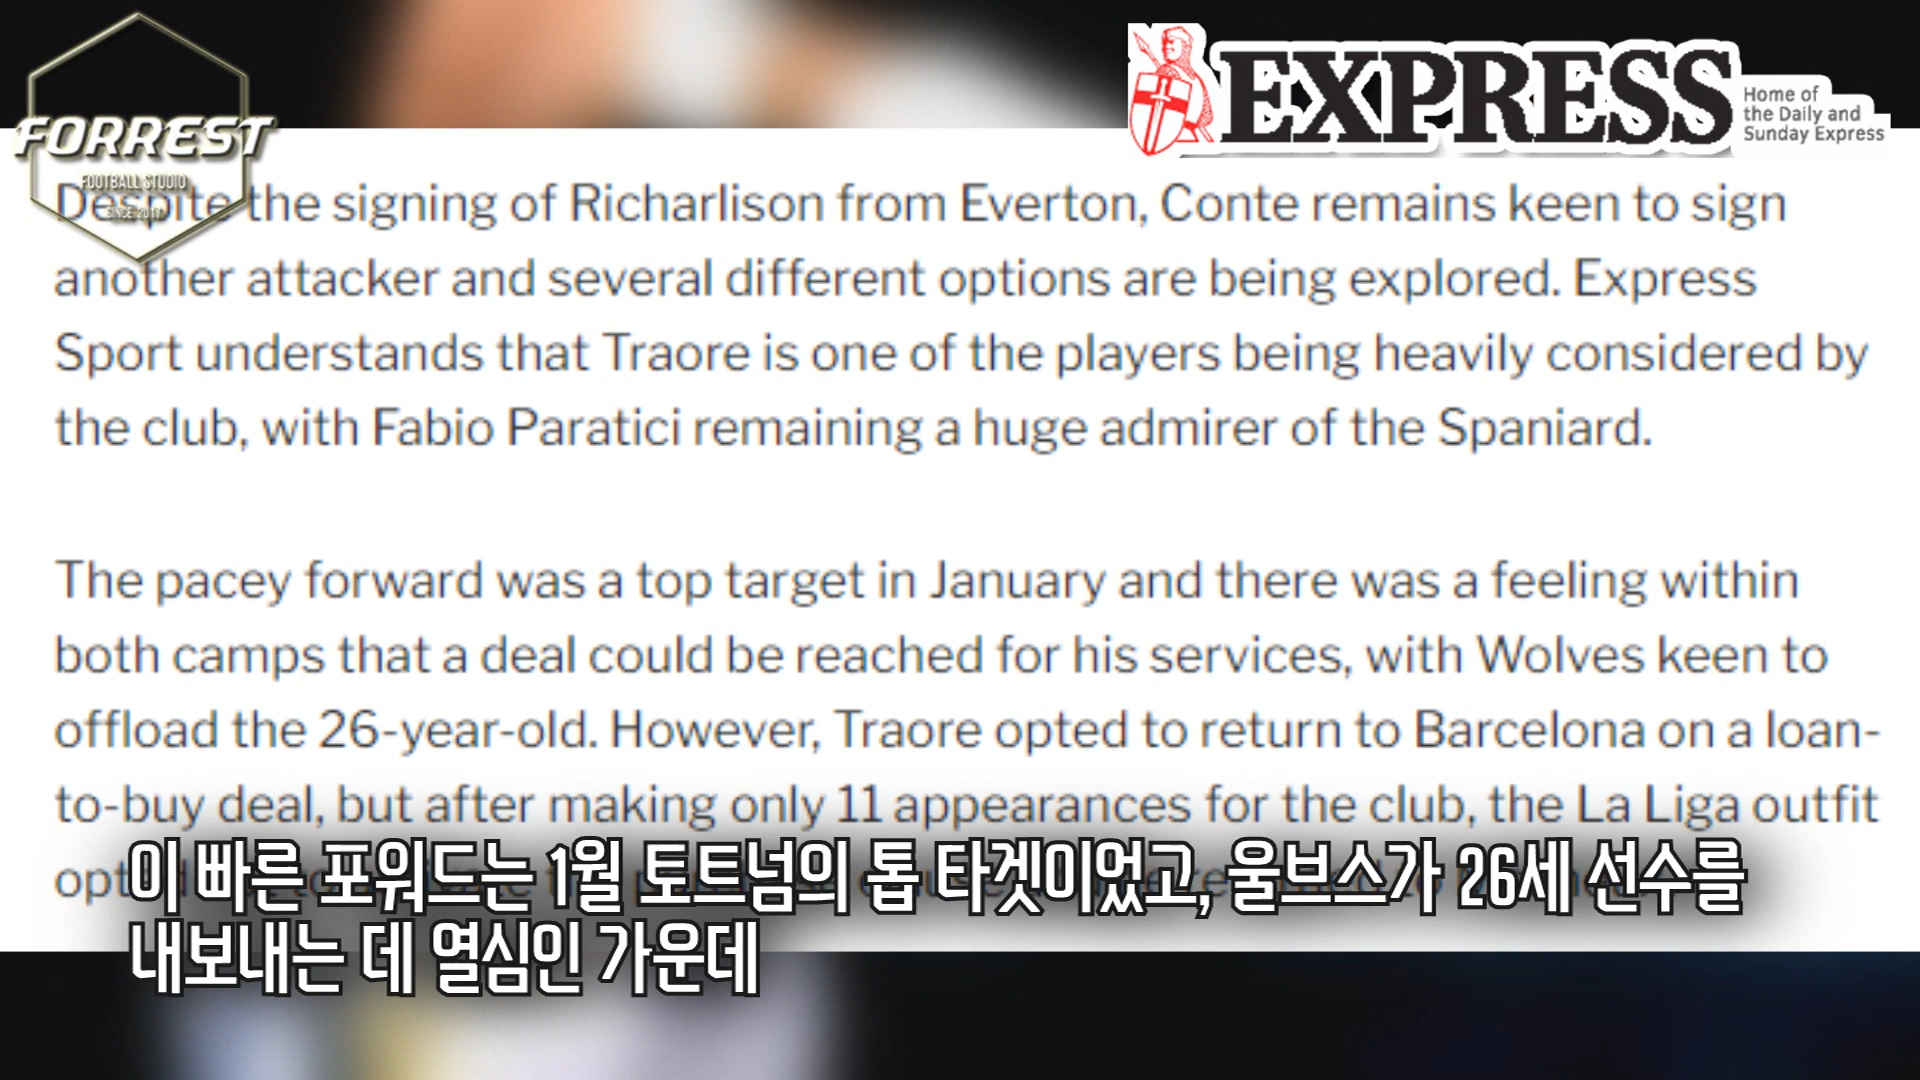 FORREST
FOOTBALL STUDIO
SINCE 2017
EXPRESS
Home of
the Daily and
Sunday Express
Despite the signing of Richarlison from Everton, Conte remains keen to sign
another attacker and several different options are being explored. Express
Sport understands that Traore is one of the players being heavily considered by
the club, with Fabio Paratici remaining a huge admirer of the Spaniard.
The pacey forward was a top target in January and there was a feeling within
both camps that a deal could be reached for his services, with Wolves keen to
offload the 26-year-old. However, Traore opted to return to Barcelona on a loan-
to-buy deal, but after making only 11 appearances for the club, the La Liga outfit
이 빠른 포워드는 1월 토트넘의 톱 타겟이었고, 울브스가 26세 선수를
내보내는 데 열심인 가운데